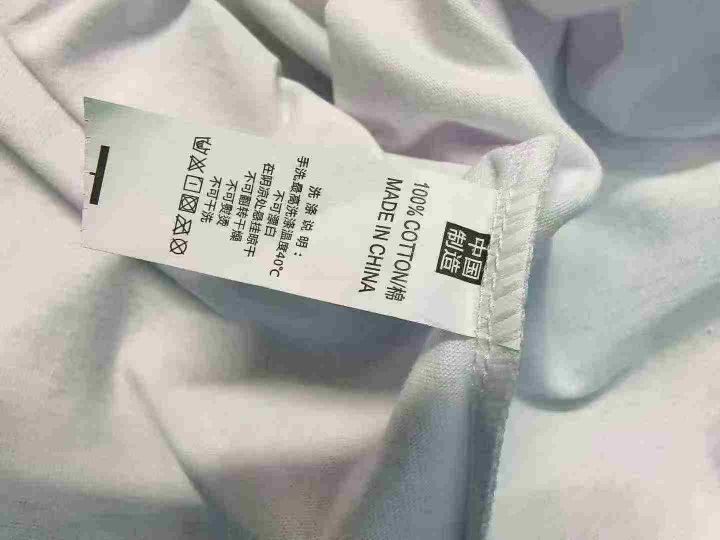 中国
制造
100% COTTON/棉
MADE IN CHINA
洗涤说明：
手洗最高洗涤温度40°C
不可漂白
在阴凉处悬挂晾干
不可翻转干燥
不可熨烫
不可干洗